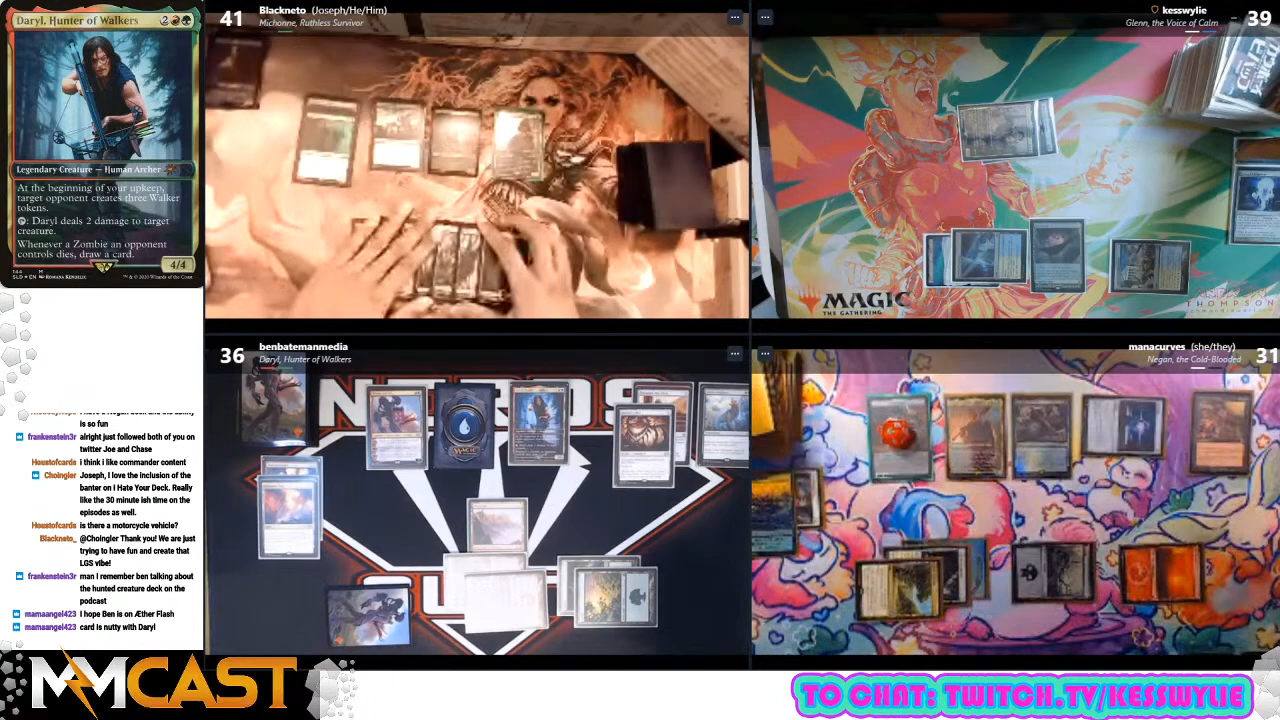 Daryl, Hunter of Walkers
Legendary Creature — Human Archer
At the beginning of your upkeep,
target opponent creates three Walker
tokens.
: Daryl deals 2 damage to target
creature.
Whenever a Zombie an opponent
controls dies, draw a card.
4/4
41
Blackneto (Joseph/He/Him)
Michonne, Ruthless Survivor
kesswylie
39
Glenn, the Voice of Calm
MAGIC
THE GATHERING
THOMPSON
36
benbatemanmedia
Daryl, Hunter of Walkers
manacurves (she/they)
31
Negan, the Cold-Blooded
MAGIC
is so fun
frankenstein3r alright just followed both of you on
twitter Joe and Chase
Houstofcards i think i like commander content
Choingler Joseph, I love the inclusion of the
banter on I Hate Your Deck. Really
like the 30 minute ish time on the
episodes as well.
Houstofcards is there a motorcycle vehicle?
Blackneto_ @Choingler Thank you! We are just
trying to have fun and create that
LGS vibe!
frankenstein3r man I remember ben talking about
the hunted creature deck on the
podcast
mamaangel423 I hope Ben is on Æther Flash
mamaangel423 card Is nutty with Daryl
MMCAST
TO CHAT: TWITCH.TV/KESSWYLIE